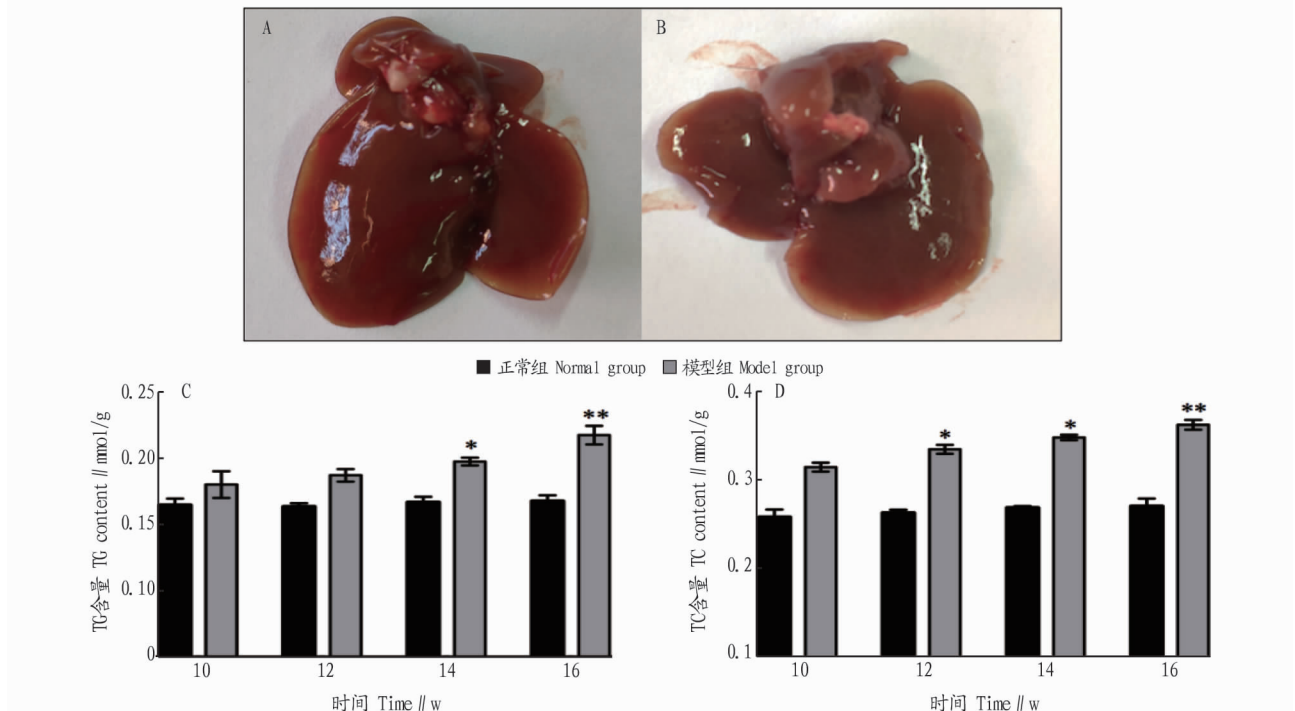 A
B
正常组 Normal group 模型组 Model group
C
0.25
0.20
0.15
0.10
0
TG含量 TG content∥mmol/g
* **
10 12 14 16
时间 Time∥w
D
0.4
0.3
0.2
0.1
TC含量 TC content∥mmol/g
* * **
10 12 14 16
时间 Time∥w